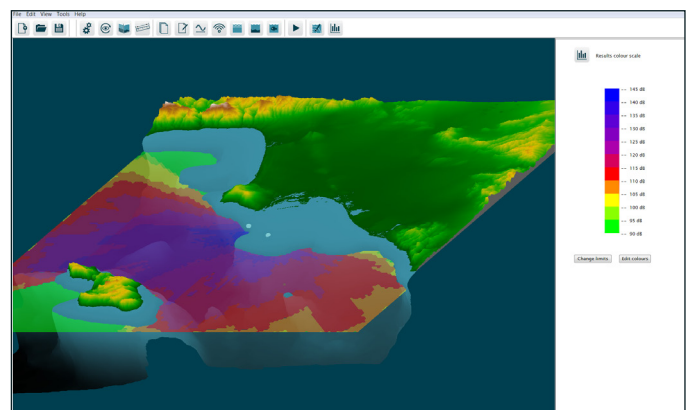 File Edit View Tools Help
Results colour scale
-- 145 dB
-- 140 dB
-- 135 dB
-- 130 dB
-- 125 dB
-- 120 dB
-- 115 dB
-- 110 dB
-- 105 dB
-- 100 dB
-- 95 dB
-- 90 dB
Change limits Edit colours